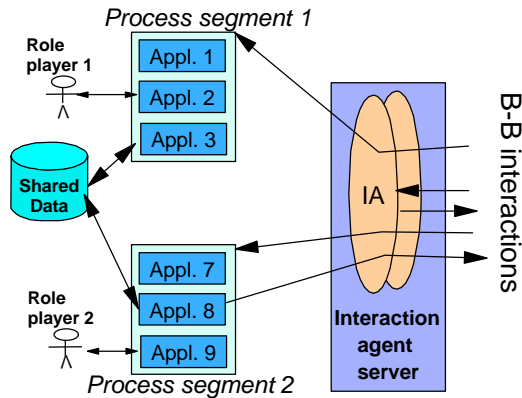 Process segment 1
Role
player 1
Appl. 1
Appl. 2
Appl. 3
Shared
Data
IA
B-B interactions
Appl. 7
Appl. 8
Appl. 9
Role
player 2
Process segment 2
Interaction
agent
server